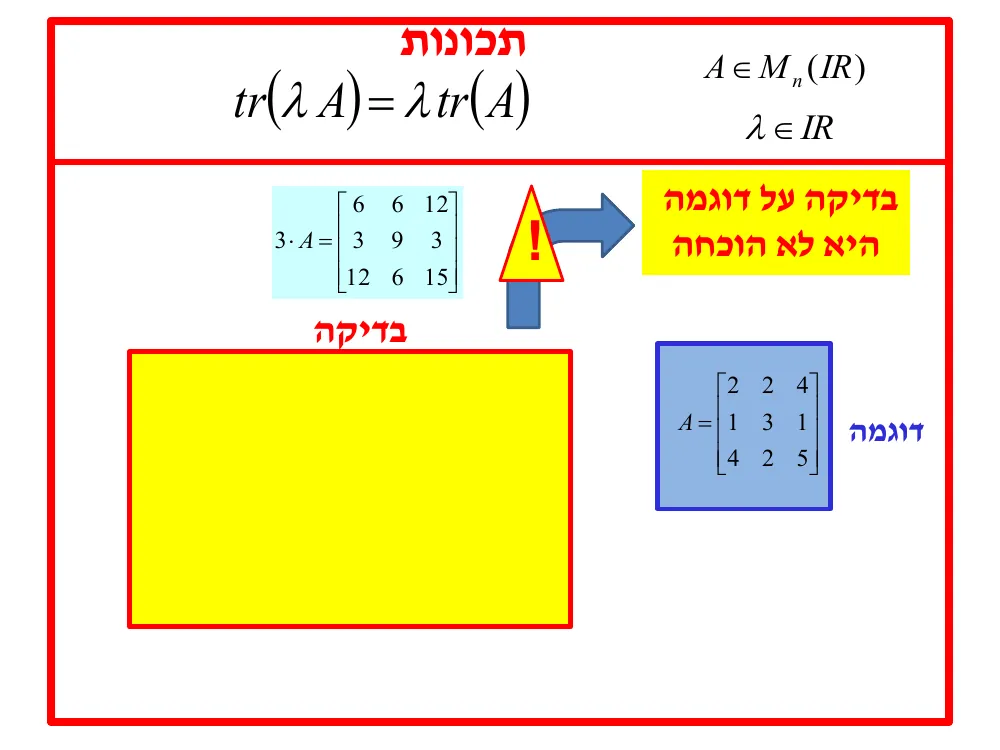 תכונות
tr(λ A) = λ tr(A)
A ∈ M_n (IR)
λ ∈ IR
בדיקה על דוגמה
היא לא הוכחה
!
3 · A = [6 6 12
3 9 3
12 6 15]
בדיקה
דוגמה
A = [2 2 4
1 3 1
4 2 5]